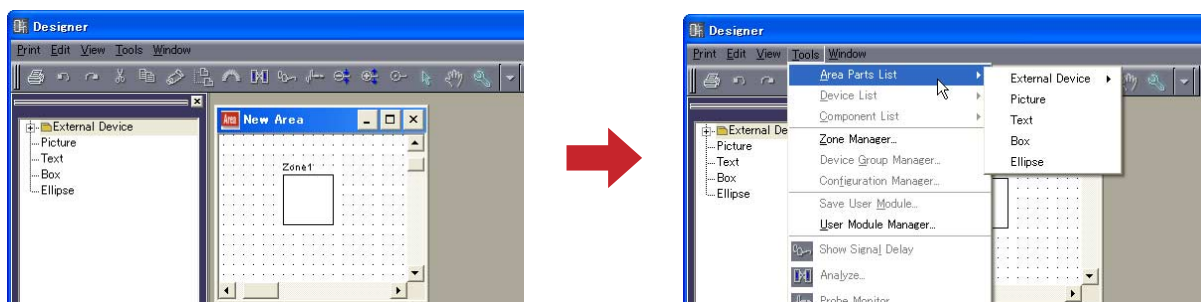 Designer
Print Edit View Tools Window
External Device
Picture
Text
Box
Ellipse
Area New Area
Zone1
Designer
Print Edit View Tools Window
External De
Picture
Text
Box
Ellipse
Area Parts List
Device List
Component List
Zone Manager...
Device Group Manager...
Configuration Manager...
Save User Module...
User Module Manager...
Show Signal Delay
Analyze...
Probe Monitor
External Device
Picture
Text
Box
Ellipse